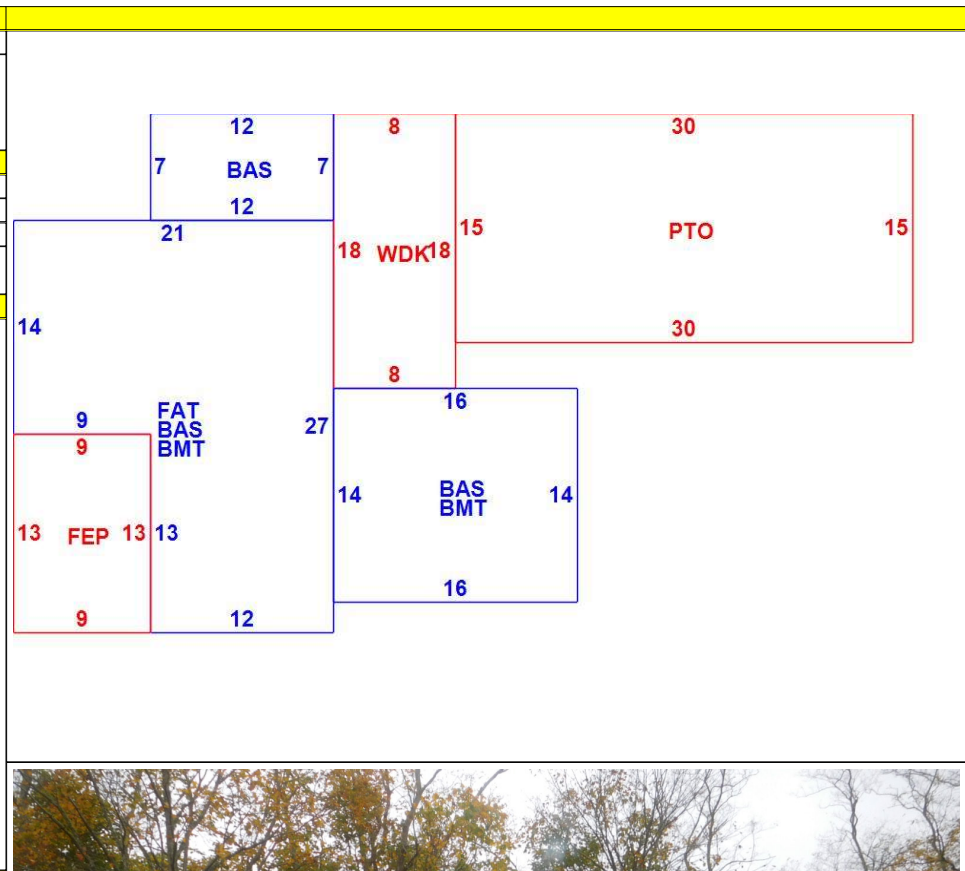 12 8 30
7 BAS 7
12
21
18 WDK 18
15 PTO 15
14
30
8
16
9
9
FAT
BAS
BMT
27
14 BAS 14
BMT
13 FEP 13 13
16
9 12